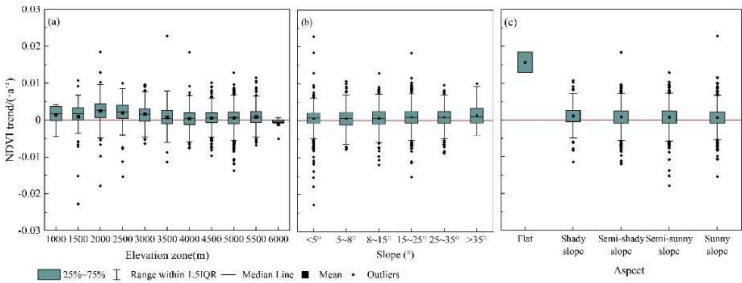 (a)
(b)
(c)
NDVI trend/(·a⁻¹)
0.03
0.02
0.01
0
-0.01
-0.02
-0.03
1000 1500 2000 2500 3000 3500 4000 4500 5000 5500 6000
Elevation zone(m)
<5° 5~8° 8~15° 15~25° 25~35° >35°
Slope (°)
Flat Shady slope Semi-shady slope Semi-sunny slope Sunny slope
Aspect
25%~75% Range within 1.5IQR Median Line Mean Outliers